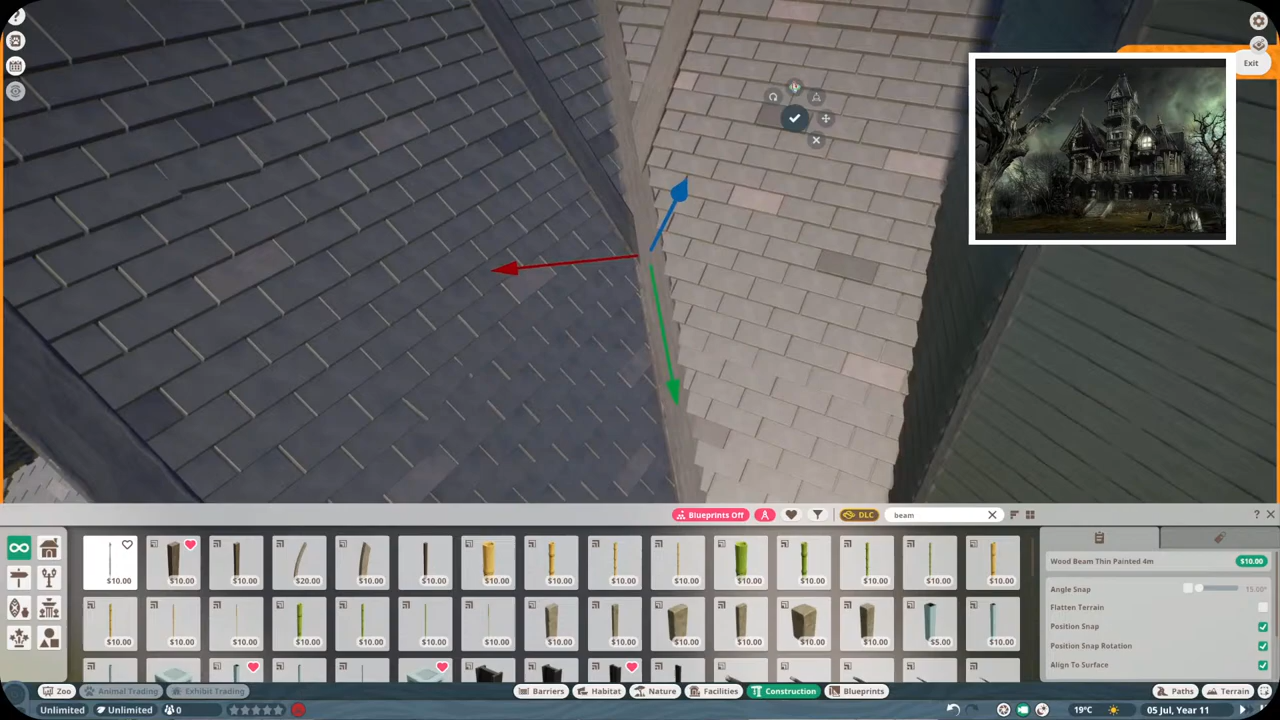 Exit
Blueprints Off
DLC
beam
?
$10.00 $10.00 $10.00 $20.00 $10.00 $10.00 $10.00 $10.00 $10.00 $10.00 $10.00 $10.00 $10.00 $5.00 $10.00
$10.00 $10.00 $10.00 $10.00 $10.00 $10.00 $10.00 $10.00 $10.00 $10.00 $10.00 $10.00 $10.00 $5.00 $10.00
Wood Beam Thin Painted 4m $10.00
Angle Snap 15.00°
Flatten Terrain
Position Snap
Position Snap Rotation
Align To Surface
Zoo Animal Trading Exhibit Trading Barriers Habitat Nature Facilities Construction Blueprints Paths Terrain
Unlimited Unlimited 0 19°C 05 Jul, Year 11